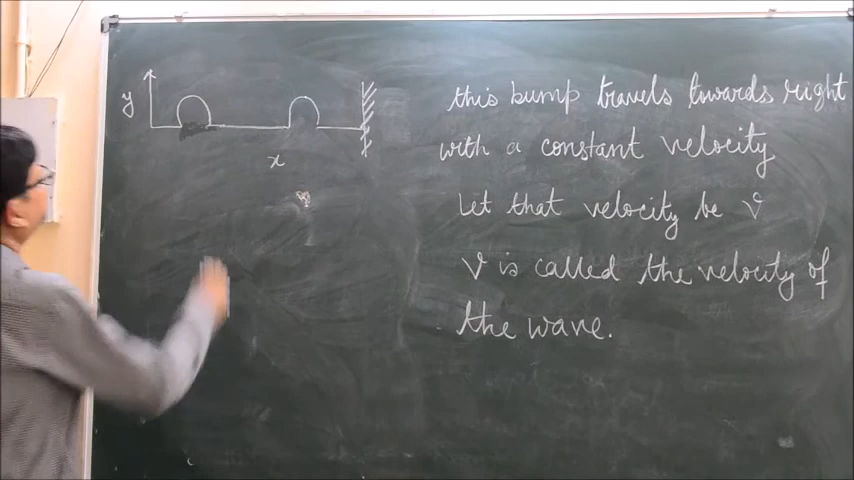 y
x
this bump travels towards right
with a constant velocity
Let that velocity be v
v is called the velocity of
the wave.